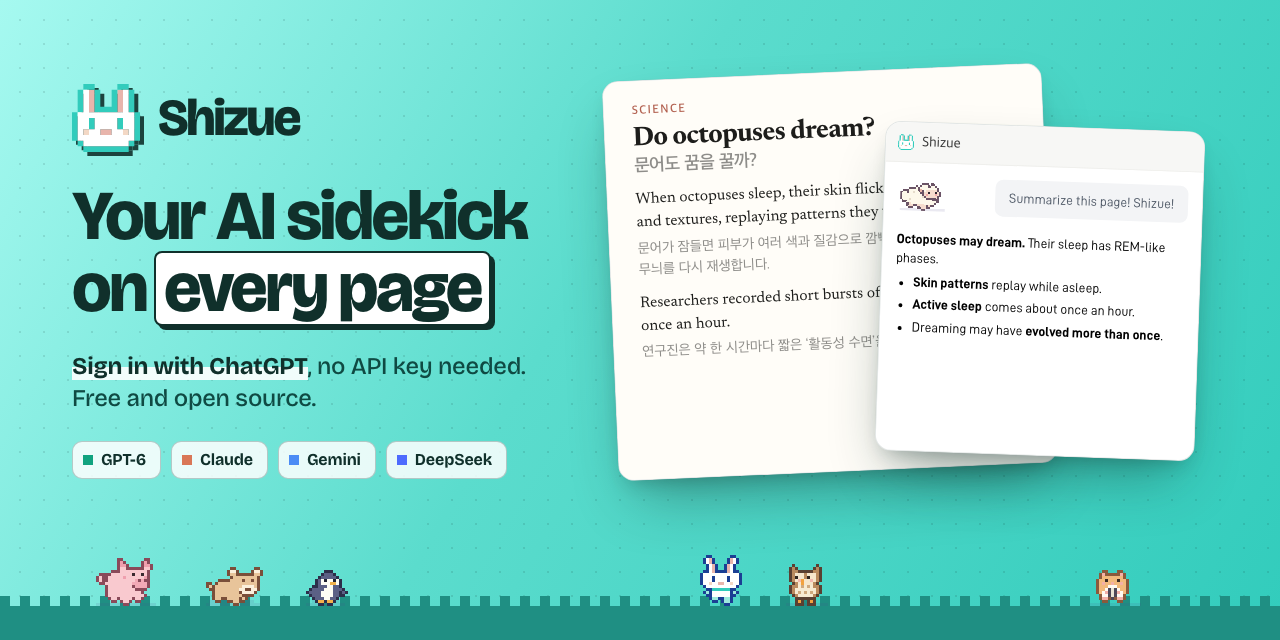 Shizue
Your AI sidekick
on every page
Sign in with ChatGPT, no API key needed.
Free and open source.
GPT-6
Claude
Gemini
DeepSeek
SCIENCE
Do octopuses dream?
문어도 꿈을 꿀까?
When octopuses sleep, their skin flick
and textures, replaying patterns they
문어가 잠들면 피부가 여러 색과 질감으로
무늬를 다시 재생합니다.
Researchers recorded short bursts of
once an hour.
연구진은 약 한 시간마다 짧은 '활동성 수면'
Shizue
Summarize this page! Shizue!
Octopuses may dream. Their sleep has REM-like
phases.
• Skin patterns replay while asleep.
• Active sleep comes about once an hour.
• Dreaming may have evolved more than once.